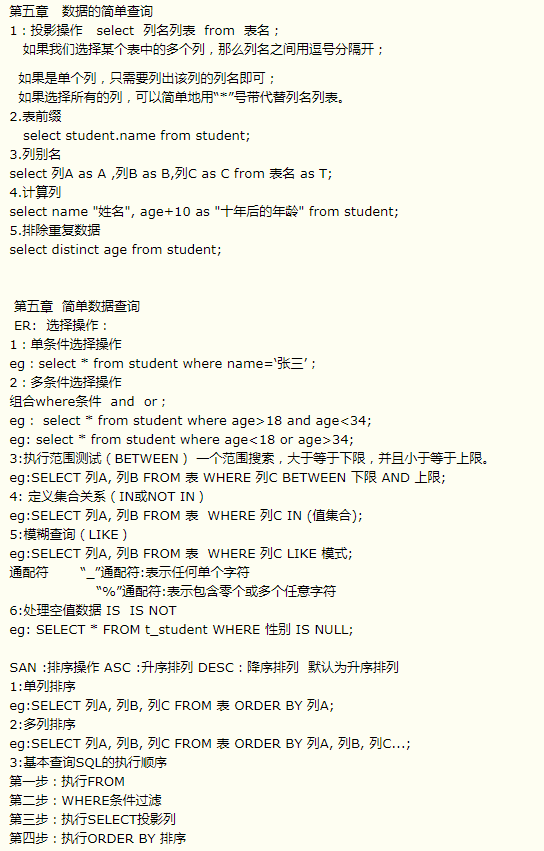 第五章   数据的简单查询
1：投影操作   select  列名列表  from  表名；
如果我们选择某个表中的多个列，那么列名之间用逗号分隔开；
如果是单个列，只需要列出该列的列名即可；
如果选择所有的列，可以简单地用“*”号带代替列名列表。
2.表前缀
select student.name from student;
3.列别名
select 列A as A ,列B as B,列C as C from 表名 as T;
4.计算列
select name "姓名", age+10 as "十年后的年龄" from student;
5.排除重复数据
select distinct age from student;
第五章  简单数据查询
ER:  选择操作：
1：单条件选择操作
eg：select * from student where name=‘张三’；
2：多条件选择操作
组合where条件  and  or；
eg： select * from student where age>18 and age<34;
eg: select * from student where age<18 or age>34;
3:执行范围测试（BETWEEN） 一个范围搜索，大于等于下限，并且小于等于上限。
eg:SELECT 列A, 列B FROM 表 WHERE 列C BETWEEN 下限 AND 上限;
4: 定义集合关系（IN或NOT IN）
eg:SELECT 列A, 列B FROM 表  WHERE 列C IN (值集合);
5:模糊查询（LIKE）
eg:SELECT 列A, 列B FROM 表  WHERE 列C LIKE 模式;
通配符     “_”通配符:表示任何单个字符
“%”通配符:表示包含零个或多个任意字符
6:处理空值数据 IS  IS NOT
eg: SELECT * FROM t_student WHERE 性别 IS NULL;
SAN :排序操作 ASC :升序排列 DESC：降序排列  默认为升序排列
1:单列排序
eg:SELECT 列A, 列B, 列C FROM 表 ORDER BY 列A;
2:多列排序
eg:SELECT 列A, 列B, 列C FROM 表 ORDER BY 列A, 列B, 列C...;
3:基本查询SQL的执行顺序
第一步：执行FROM
第二步：WHERE条件过滤
第三步：执行SELECT投影列
第四步：执行ORDER BY 排序